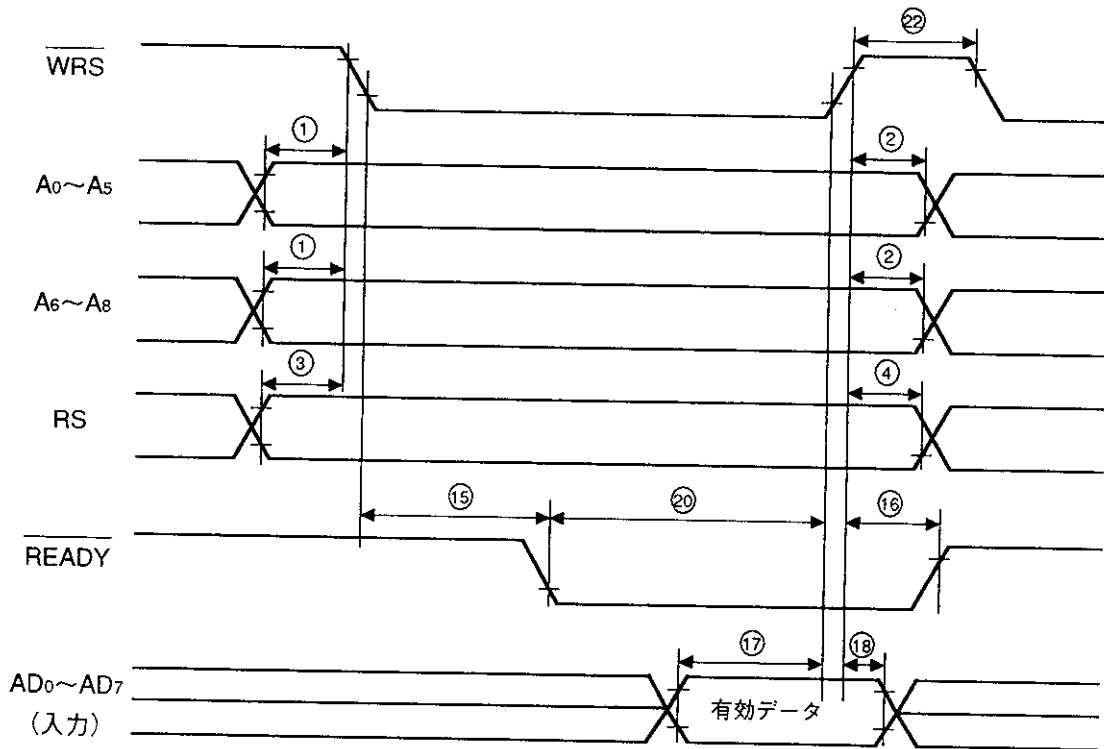 ㉒
WRS
①
②
A0〜A5
①
②
A6〜A8
③
④
RS
⑮
⑳
⑯
READY
⑰
⑱
AD0〜AD7
(入力)
有効データ